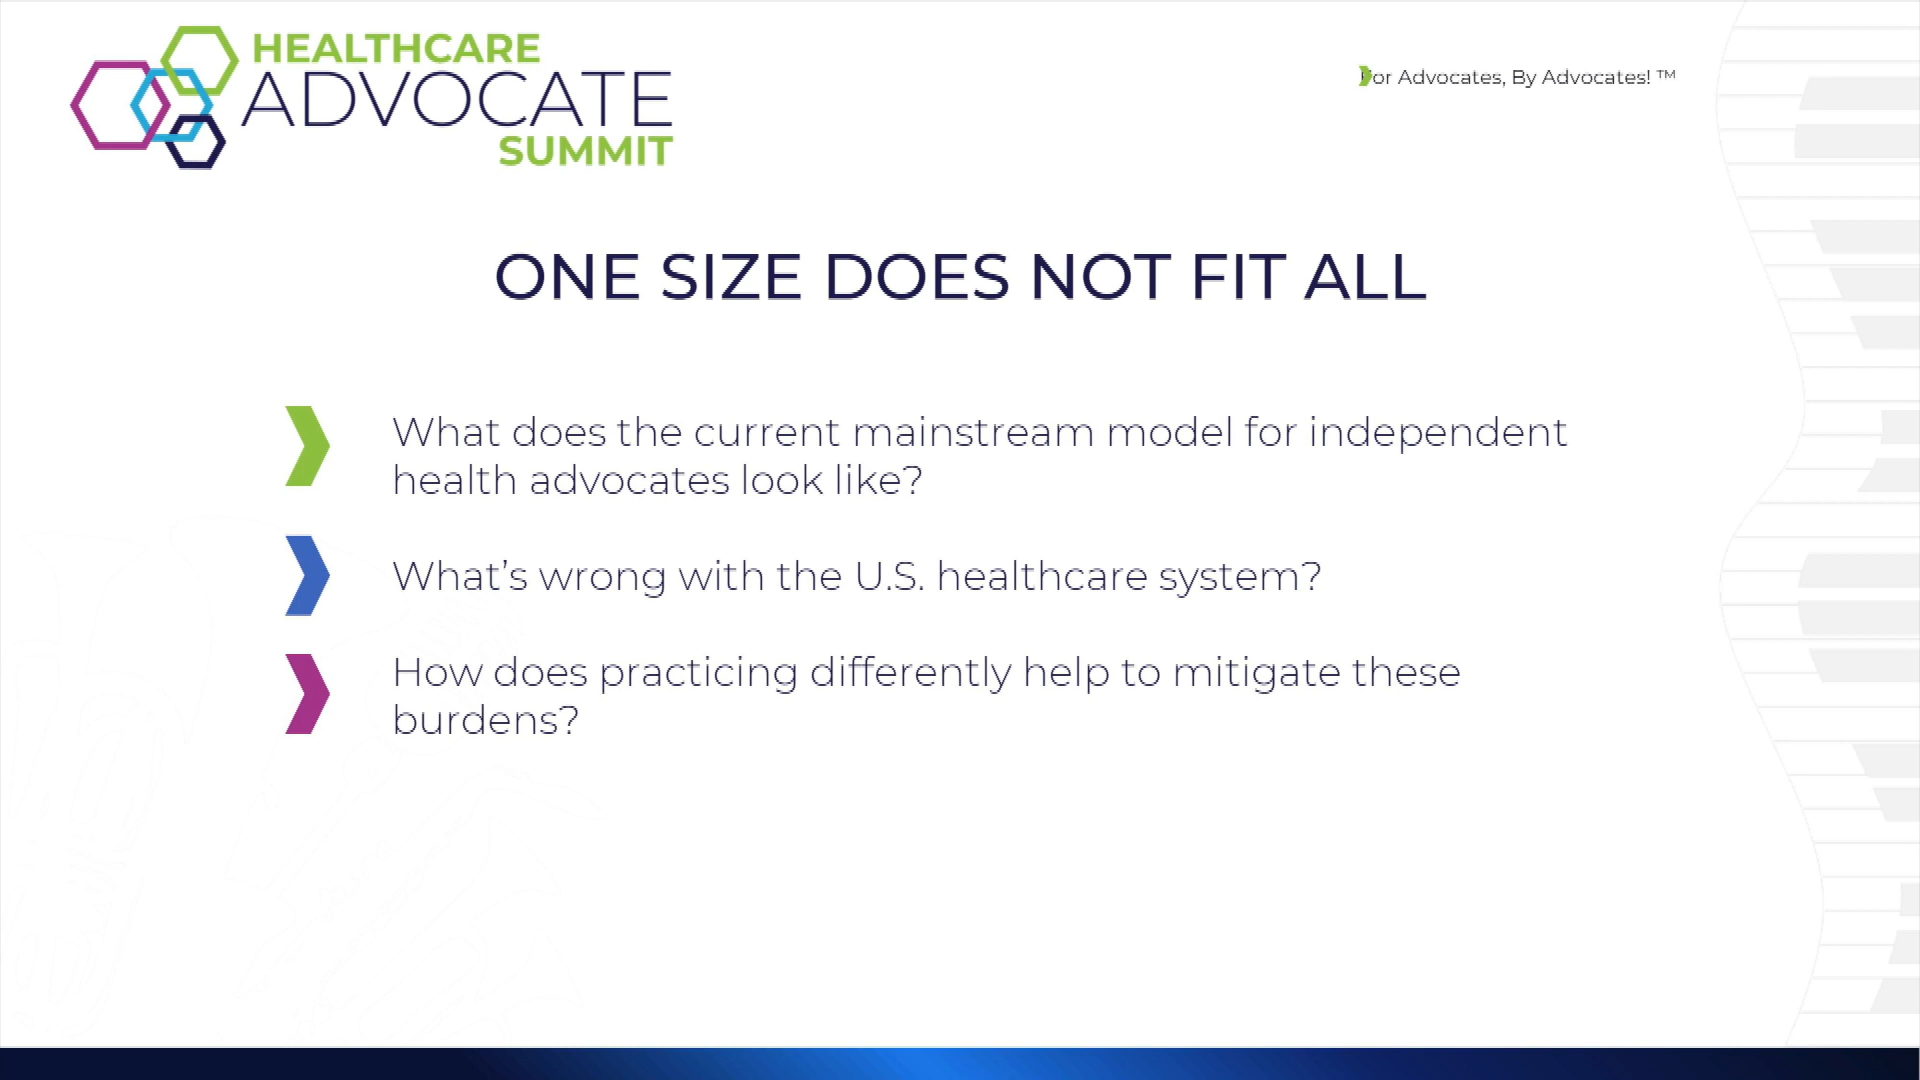 HEALTHCARE
ADVOCATE
SUMMIT
For Advocates, By Advocates! ™
ONE SIZE DOES NOT FIT ALL
What does the current mainstream model for independent
health advocates look like?
What’s wrong with the U.S. healthcare system?
How does practicing differently help to mitigate these
burdens?